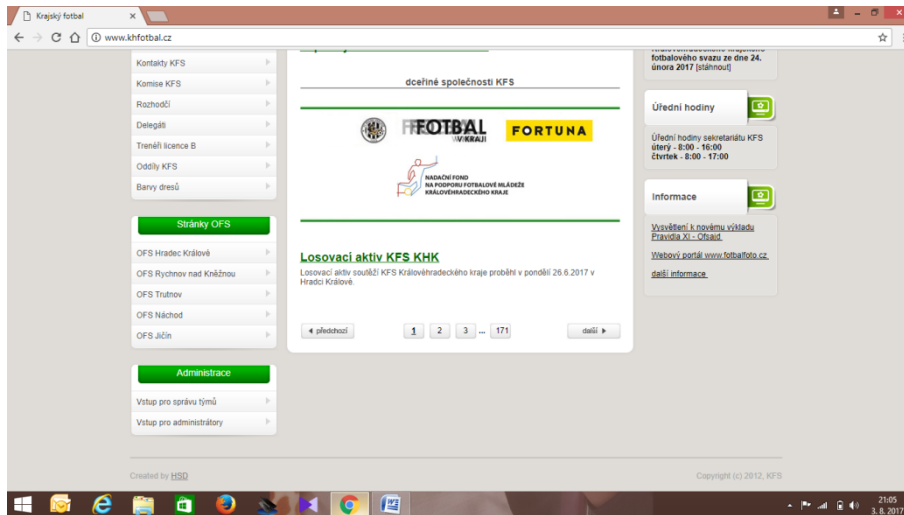 Krajský fotbal
www.khfotbal.cz
Kontakty KFS
Komise KFS
Rozhodčí
Delegáti
Trenéři licence B
Oddíly KFS
Barvy dresů
Stránky OFS
OFS Hradec Králové
OFS Rychnov nad Kněžnou
OFS Trutnov
OFS Náchod
OFS Jičín
Administrace
Vstup pro správu týmů
Vstup pro administrátory
dceřiné společnosti KFS
FOTBAL
V KRAJI
FORTUNA
NADAČNÍ FOND
NA PODPORU FOTBALOVÉ MLÁDEŽE
KRÁLOVÉHRADECKÉHO KRAJE
Losovací aktiv KFS KHK
Losovací aktiv soutěží KFS Královéhradeckého kraje proběhl v pondělí 26.6.2017 v
Hradci Králové.
předchozí
1 2 3 ... 171
další
fotbalového svazu ze dne 24.
února 2017 [stáhnout]
Úřední hodiny
Úřední hodiny sekretariátu KFS
úterý - 8:00 - 16:00
čtvrtek - 8:00 - 17:00
Informace
Vysvětlení k novému výkladu
Pravidla XI - Ofsaid
Webový portál www.fotbalfoto.cz
další informace
Created by HSD
Copyright (c) 2012, KFS
21:05
3. 8. 2017